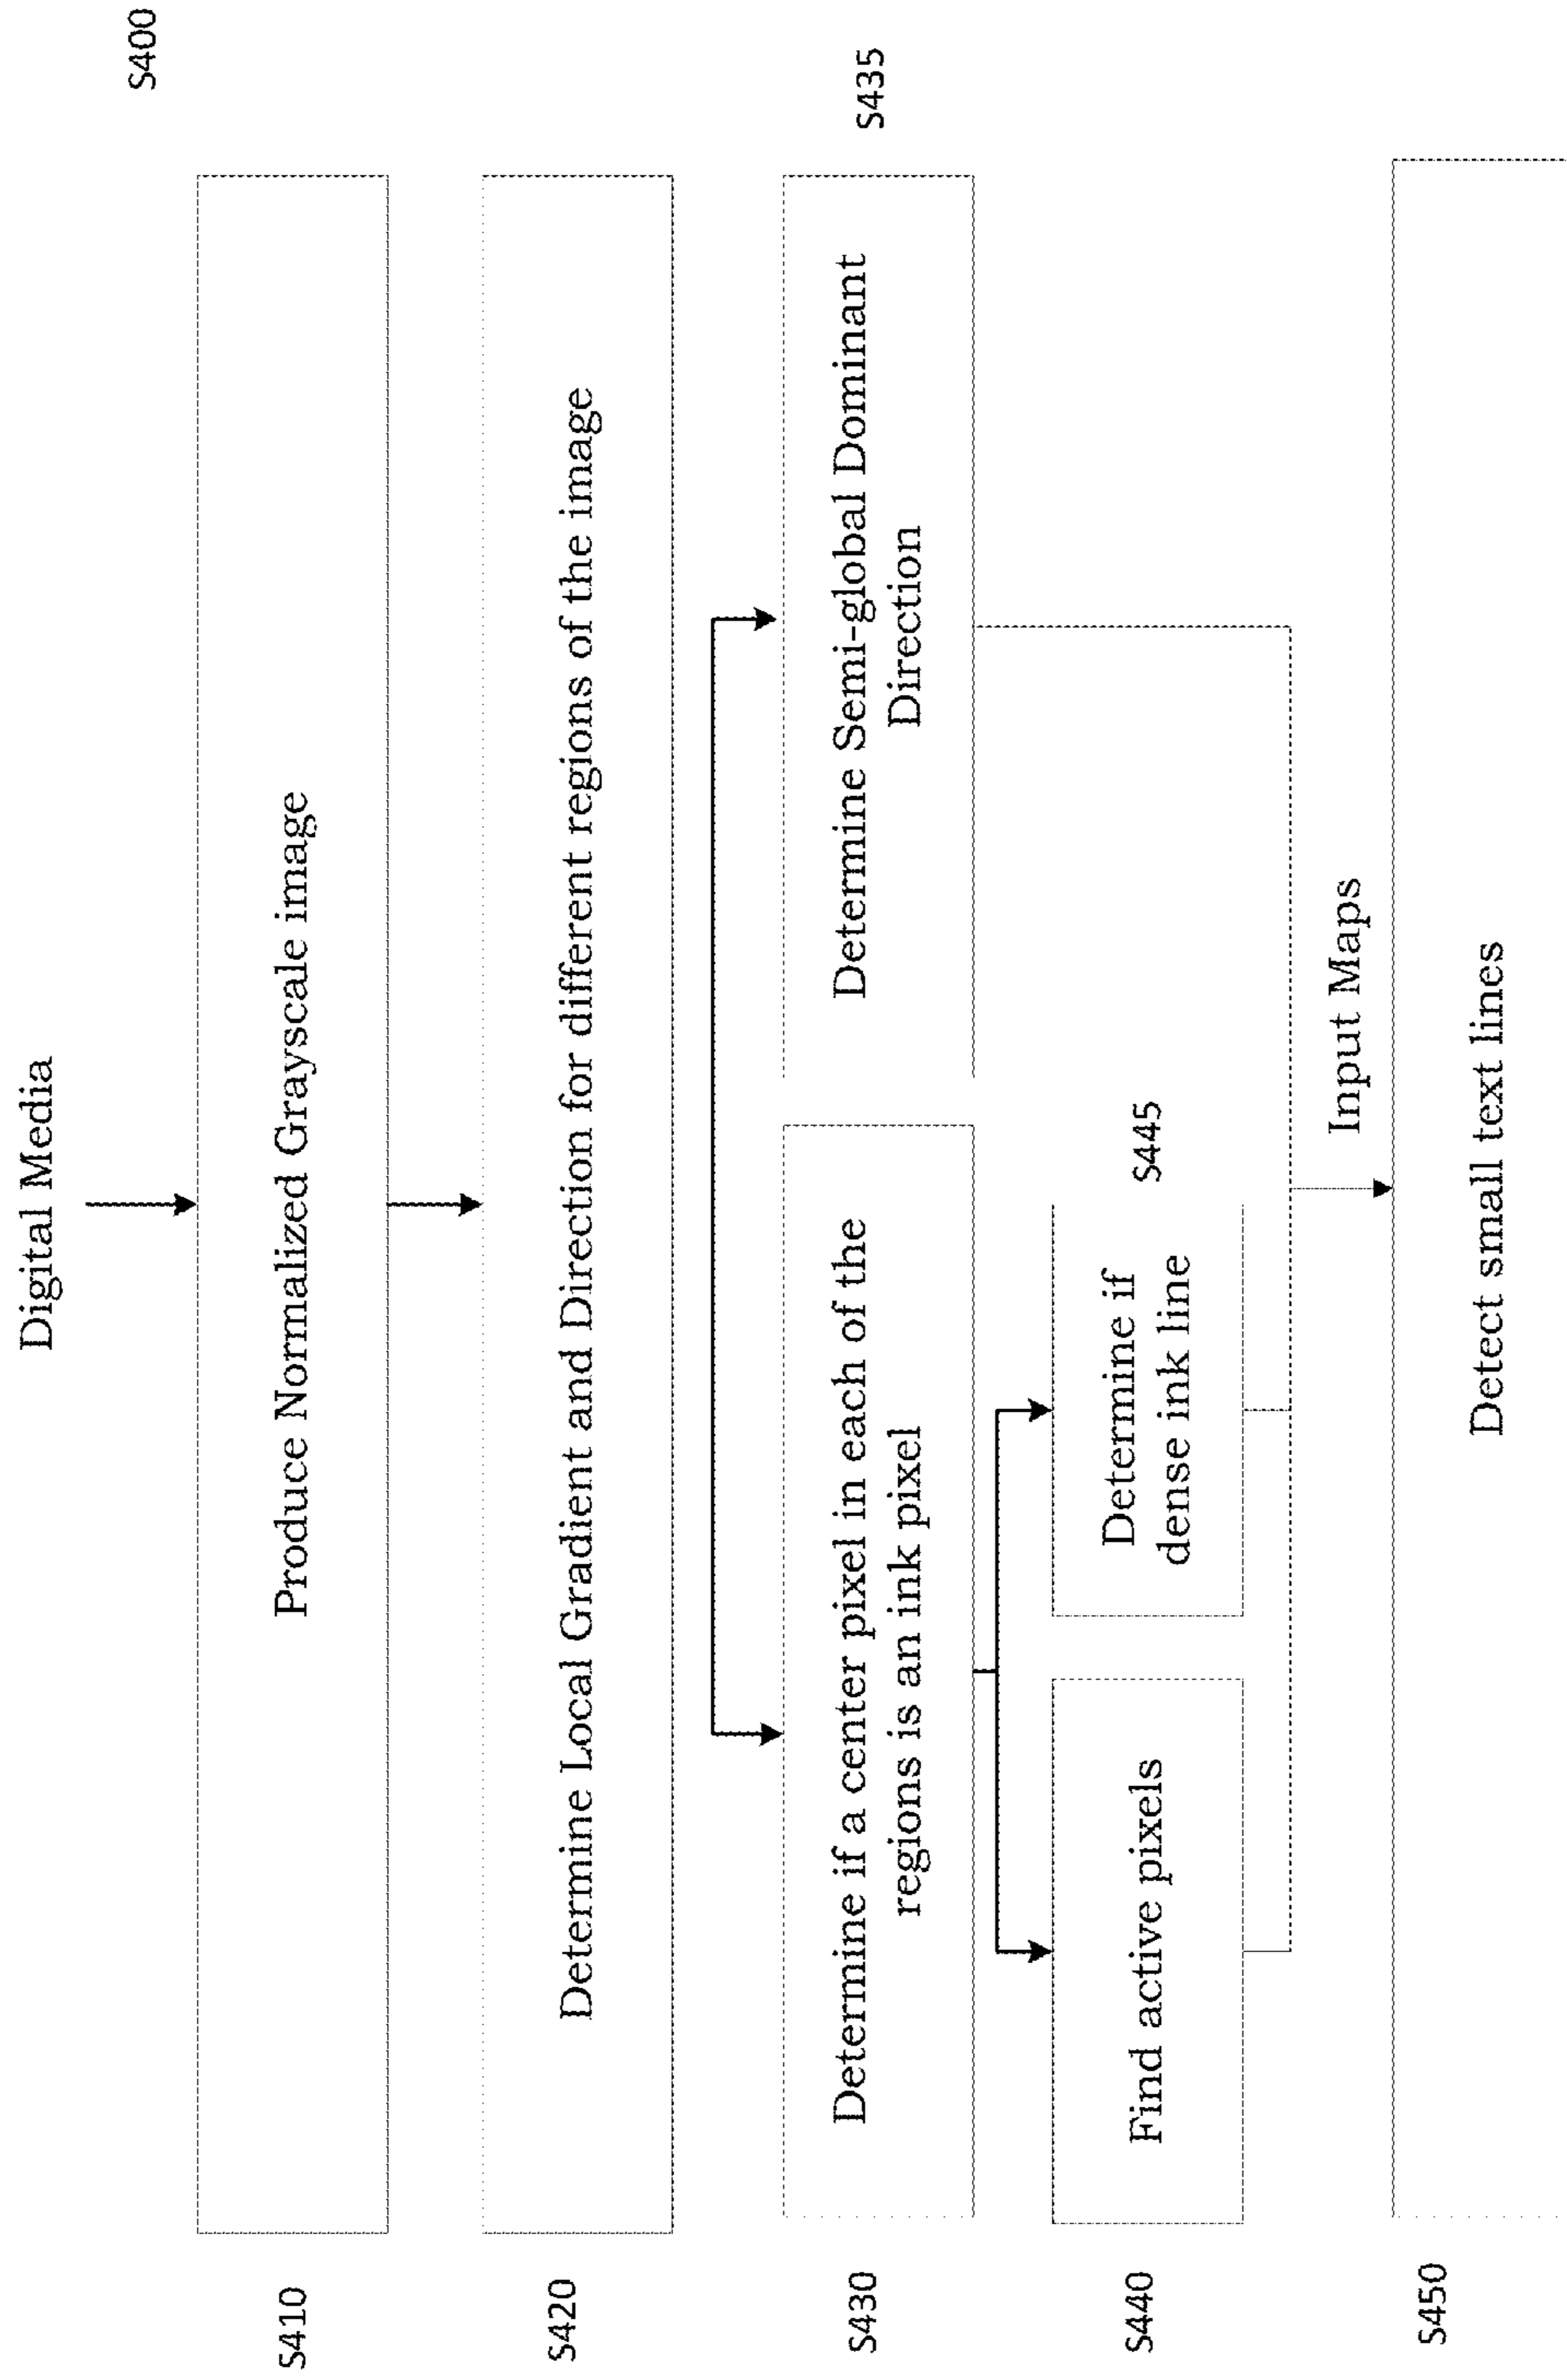 S400
Digital Media
S410
Produce Normalized Grayscale image
S420
Determine Local Gradient and Direction for different regions of the image
S430
Determine if a center pixel in each of the
regions is an ink pixel
Determine Semi-global Dominant
Direction
S435
S440
Find active pixels
Determine if
dense ink line
S445
Input Maps
S450
Detect small text lines